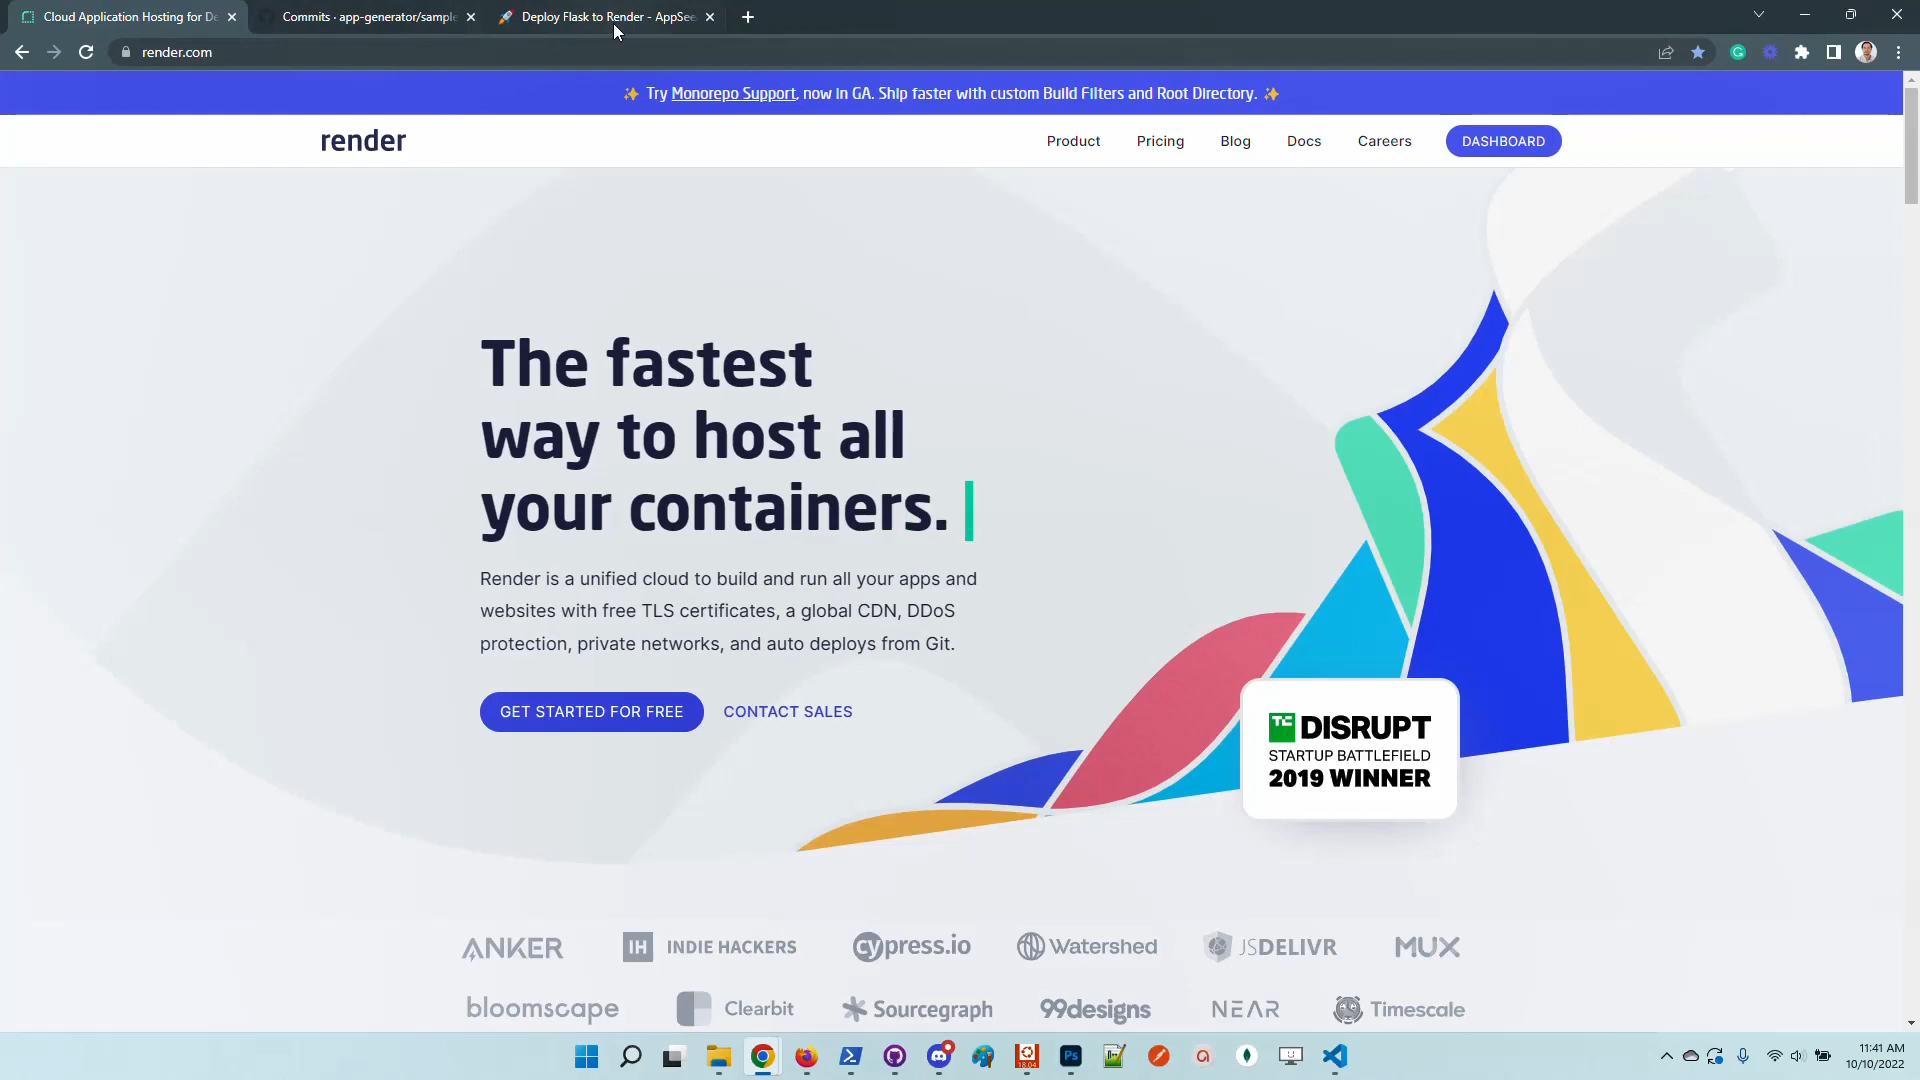 Cloud Application Hosting for De
Commits · app-generator/sample
Deploy Flask to Render - AppSee
render.com
✨ Try Monorepo Support, now in GA. Ship faster with custom Build Filters and Root Directory. ✨
render
Product
Pricing
Blog
Docs
Careers
DASHBOARD
The fastest
way to host all
your containers.
Render is a unified cloud to build and run all your apps and
websites with free TLS certificates, a global CDN, DDoS
protection, private networks, and auto deploys from Git.
GET STARTED FOR FREE
CONTACT SALES
TC DISRUPT
STARTUP BATTLEFIELD
2019 WINNER
ANKER
IH INDIE HACKERS
cypress.io
Watershed
JSDELIVR
MUX
bloomscape
Clearbit
Sourcegraph
99designs
NEAR
Timescale
Ps
18.04
11:41 AM
10/10/2022